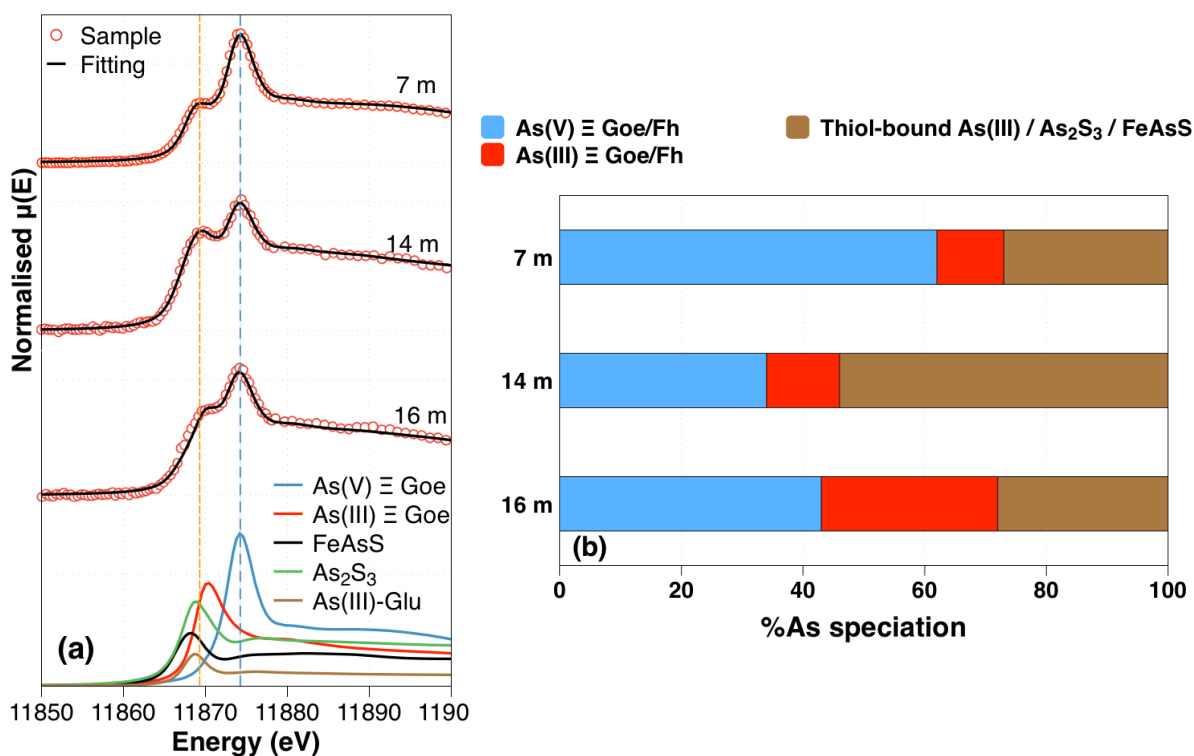 Sample
Fitting
7 m
14 m
16 m
Normalised μ(E)
As(V) Ξ Goe
As(III) Ξ Goe
FeAsS
As₂S₃
As(III)-Glu
(a)
11850 11860 11870 11880 11890 1190
Energy (eV)
As(V) Ξ Goe/Fh
As(III) Ξ Goe/Fh
Thiol-bound As(III) / As₂S₃ / FeAsS
7 m
14 m
16 m
(b)
0 20 40 60 80 100
%As speciation